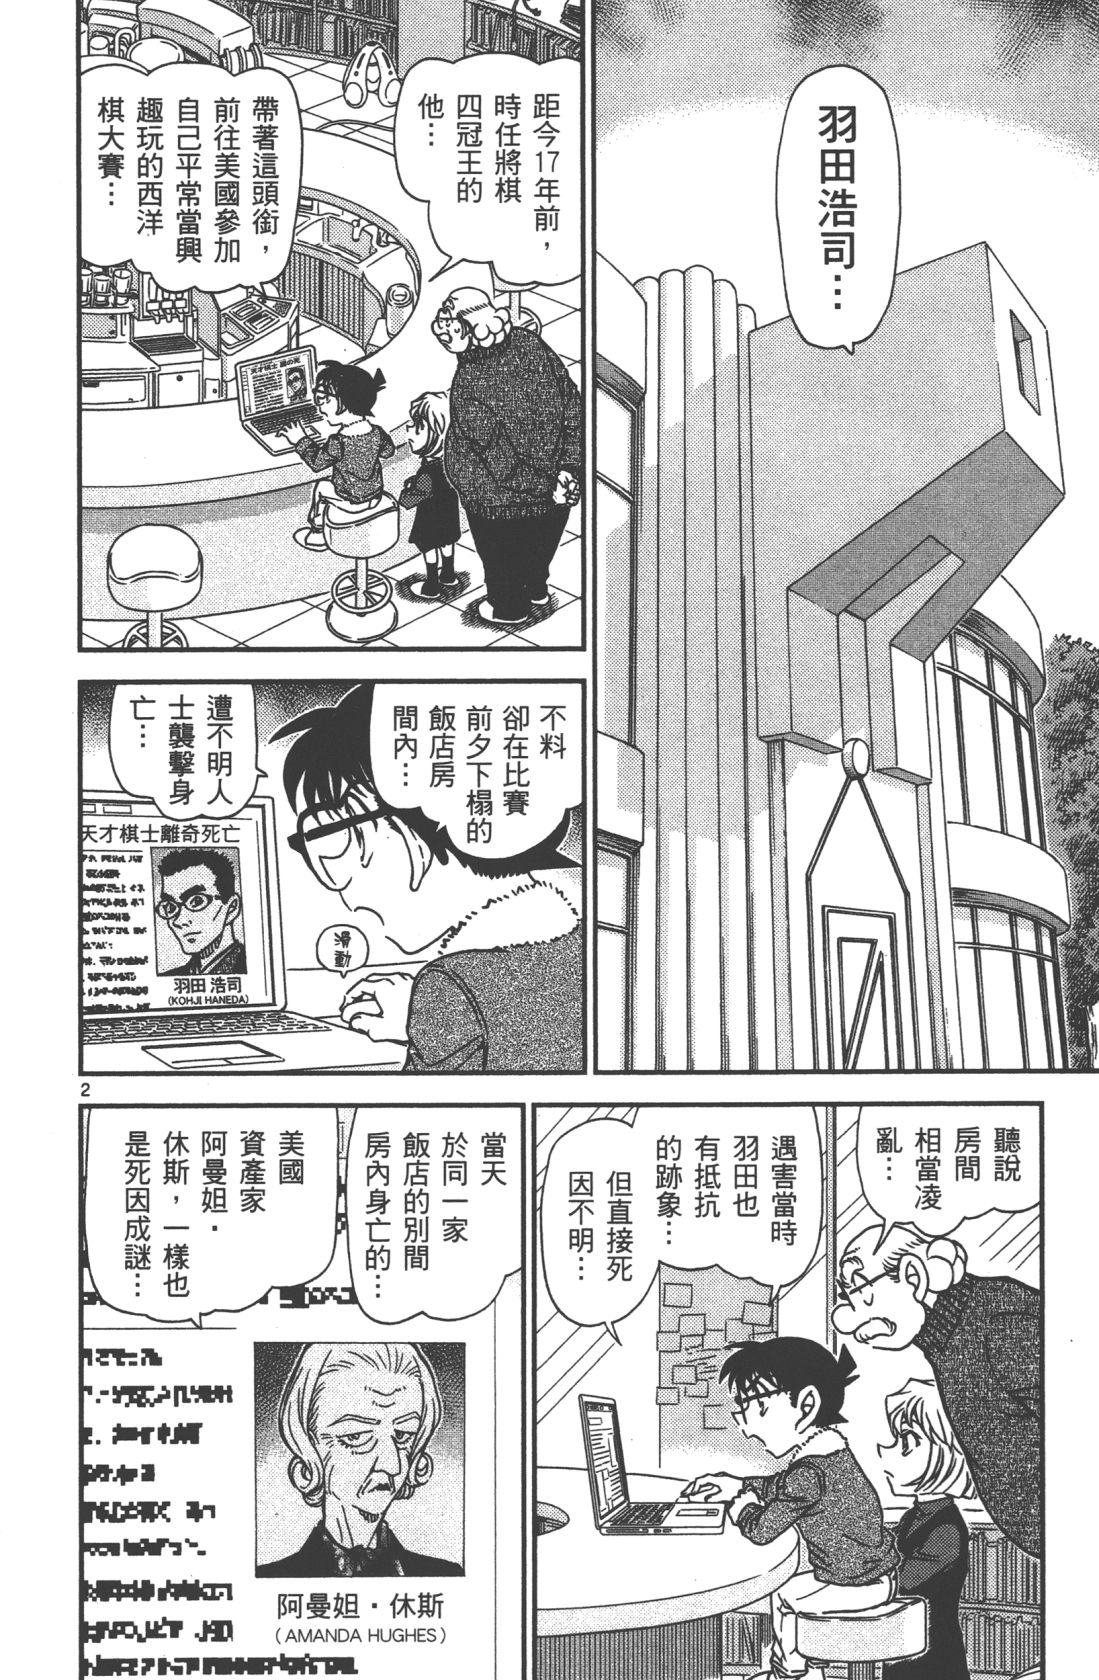 羽田浩司…
距今17年前，
時任將棋
四冠王的
他…
帶著這頭銜，
前往美國參加
自己平常當興
趣玩的西洋
棋大賽…
不料
卻在比賽
前夕下榻的
飯店房
間內…
遭不明人
士襲擊身
亡…
天才棋士離奇死亡
羽田 浩司
(KOHJI HANEDA)
滑動
2
聽說
房間
相當凌
亂…
遇害當時
羽田也
有抵抗
的跡象…
但直接死
因不明…
當天
於同一家
飯店的別間
房內身亡的…
美國
資產家
阿曼妲·
休斯，一樣也
是死因成謎…
阿曼妲·休斯
(AMANDA HUGHES)